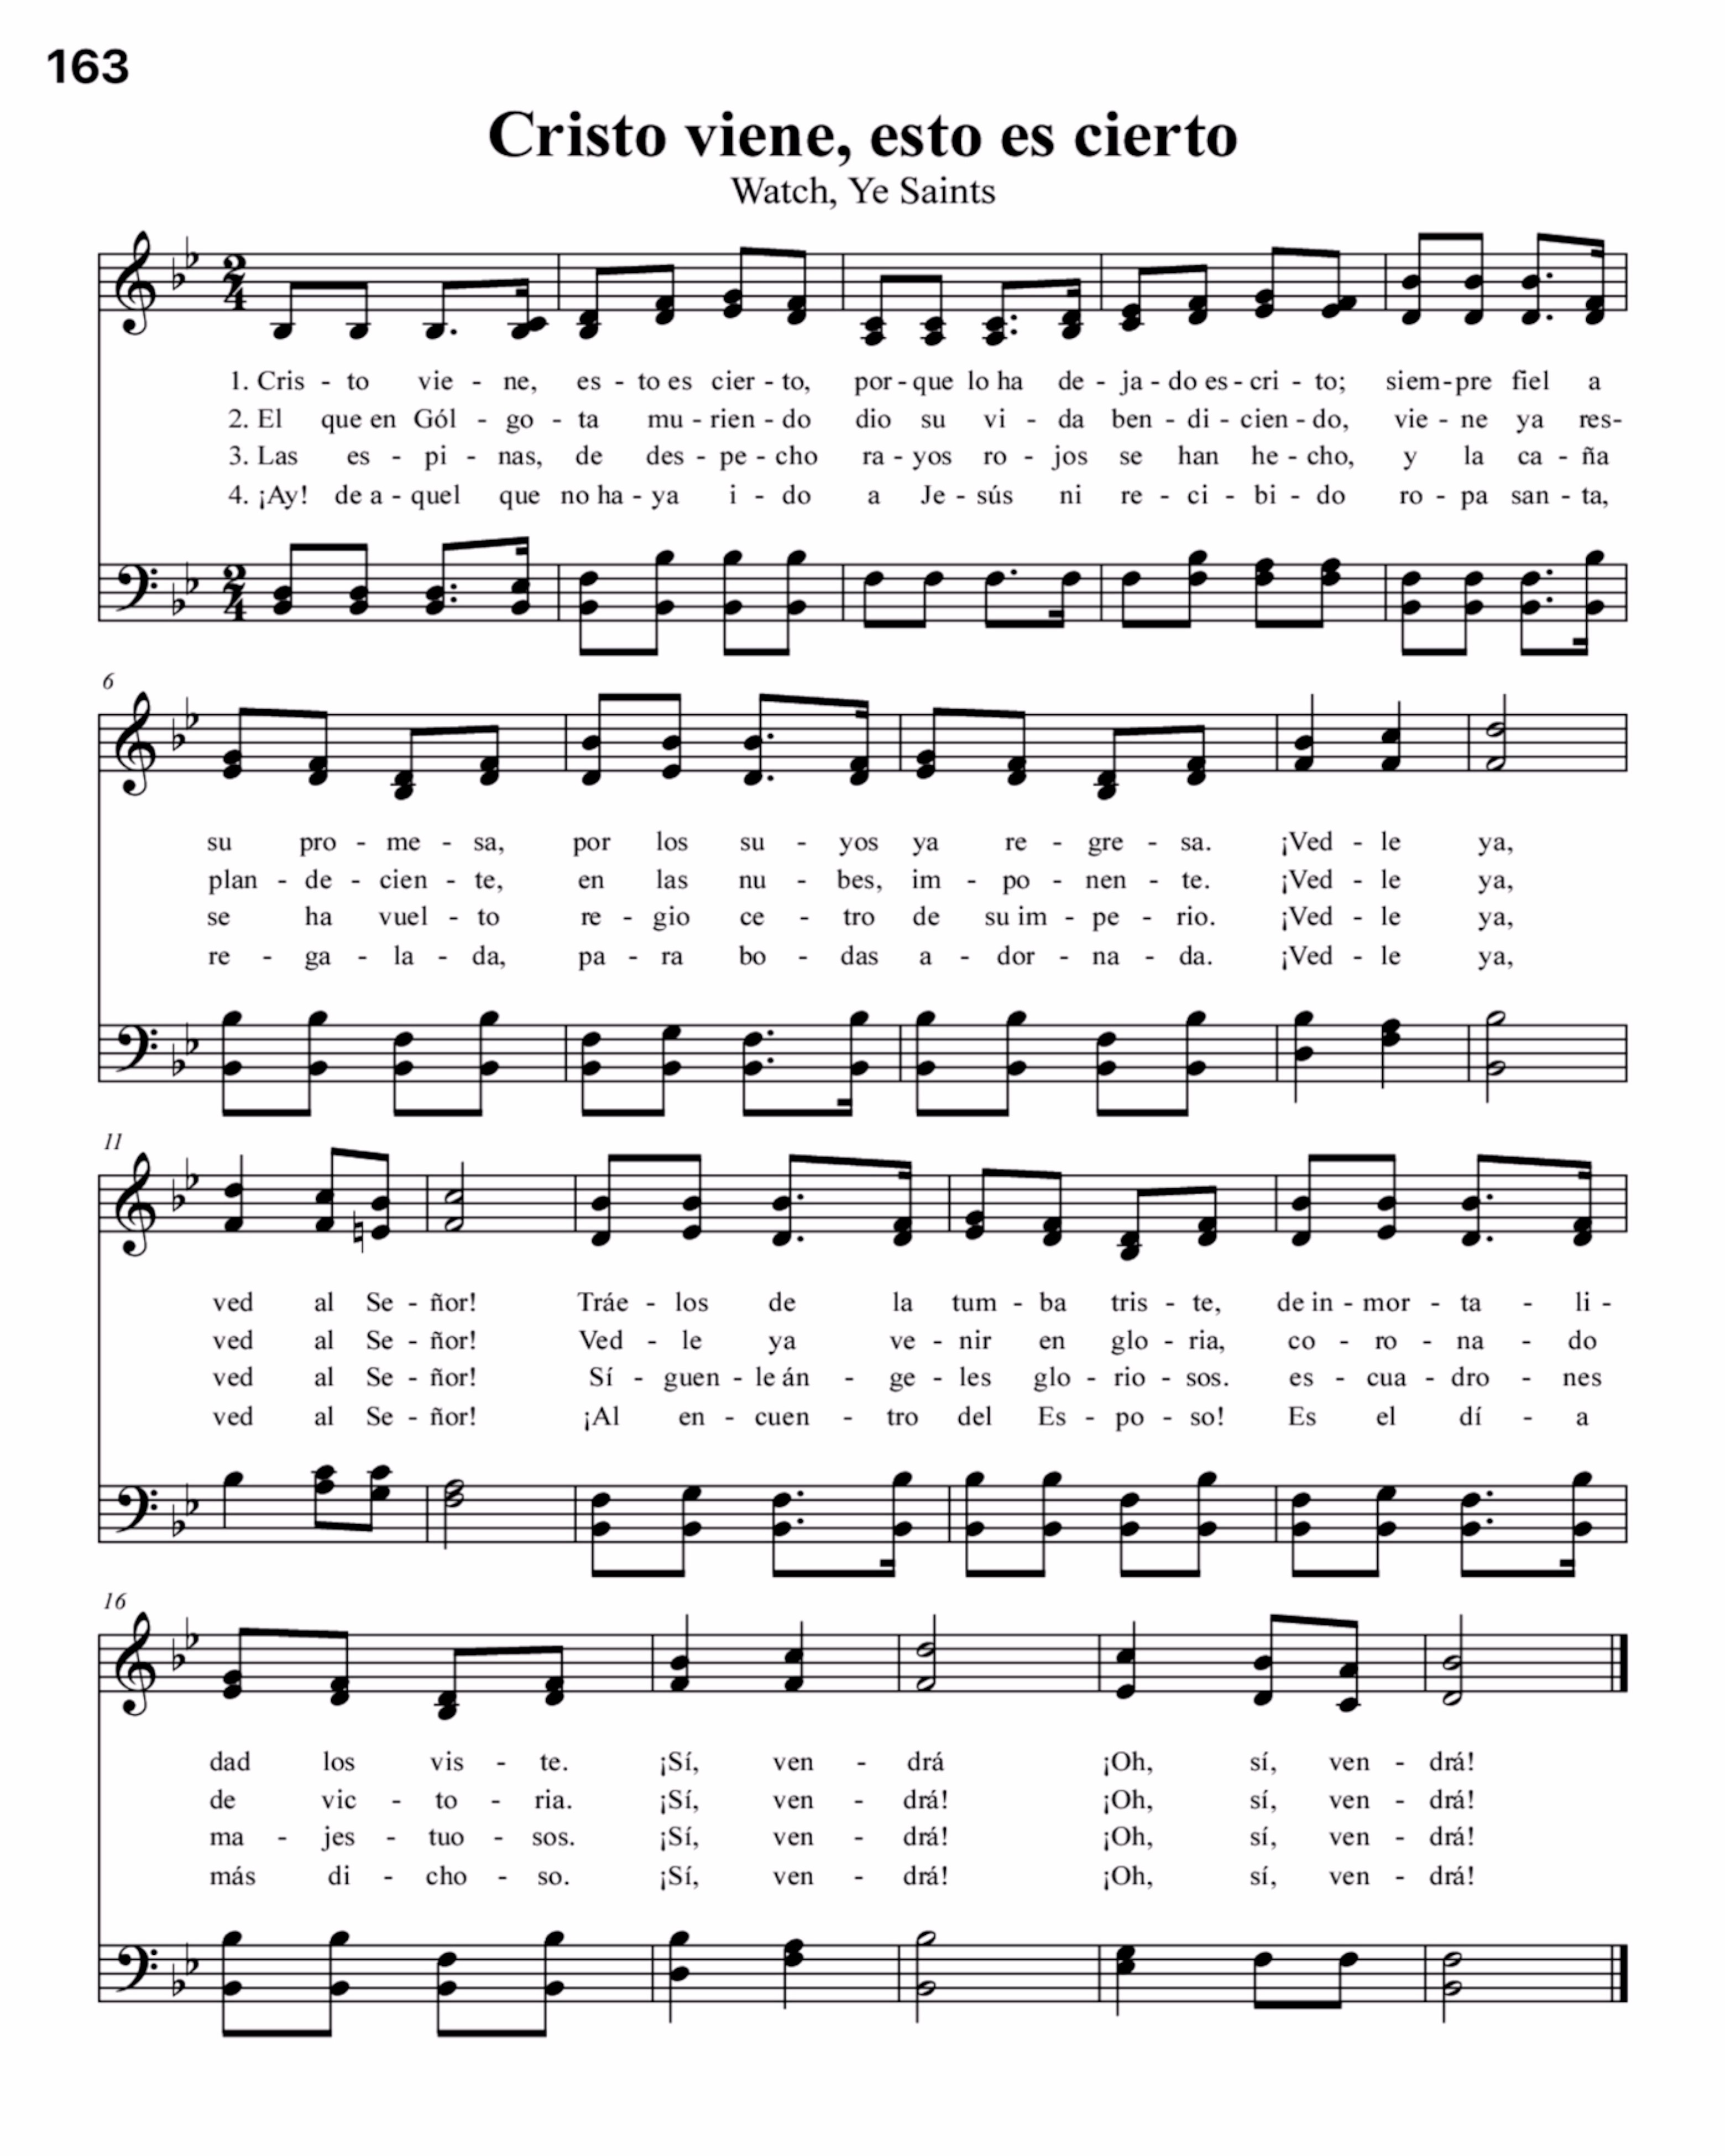 163
Cristo viene, esto es cierto
Watch, Ye Saints
1. Cris - to vie - ne, es - to es cier - to, por - que lo ha de - ja - do es - cri - to; siem - pre fiel a
2. El que en Gól - go - ta mu - rien - do dio su vi - da ben - di - cien - do, vie - ne ya res-
3. Las es - pi - nas, de des - pe - cho ra - yos ro - jos se han he - cho, y la ca - ña
4. ¡Ay! de a - quel que no ha - ya i - do a Je - sús ni re - ci - bi - do ro - pa san - ta,
6
su pro - me - sa, por los su - yos ya re - gre - sa. ¡Ved - le ya,
plan - de - cien - te, en las nu - bes, im - po - nen - te. ¡Ved - le ya,
se ha vuel - to re - gio ce - tro de su im - pe - rio. ¡Ved - le ya,
re - ga - la - da, pa - ra bo - das a - dor - na - da. ¡Ved - le ya,
11
ved al Se - ñor! Tráe - los de la tum - ba tris - te, de in - mor - ta - li -
ved al Se - ñor! Ved - le ya ve - nir en glo - ria, co - ro - na - do
ved al Se - ñor! Sí - guen - le án - ge - les glo - rio - sos. es - cua - dro - nes
ved al Se - ñor! ¡Al en - cuen - tro del Es - po - so! Es el dí - a
16
dad los vis - te. ¡Sí, ven - drá ¡Oh, sí, ven - drá!
de vic - to - ria. ¡Sí, ven - drá! ¡Oh, sí, ven - drá!
ma - jes - tuo - sos. ¡Sí, ven - drá! ¡Oh, sí, ven - drá!
más di - cho - so. ¡Sí, ven - drá! ¡Oh, sí, ven - drá!